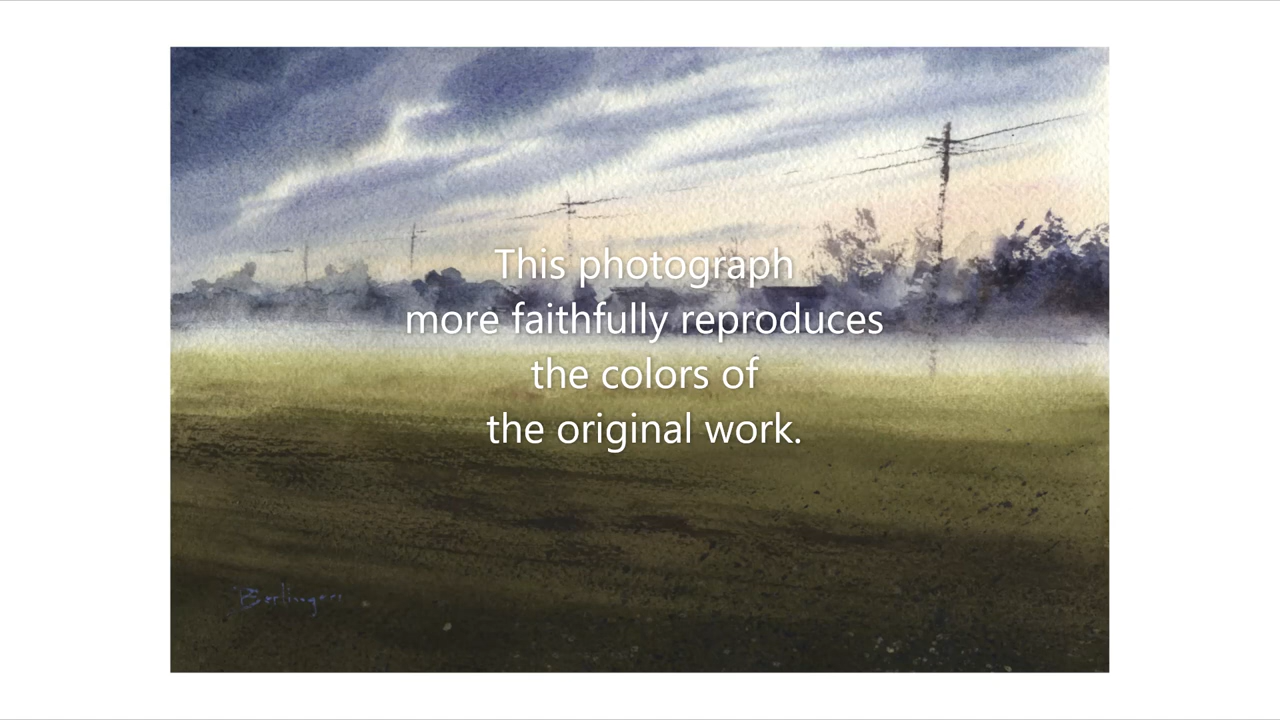 This photograph
more faithfully reproduces
the colors of
the original work.